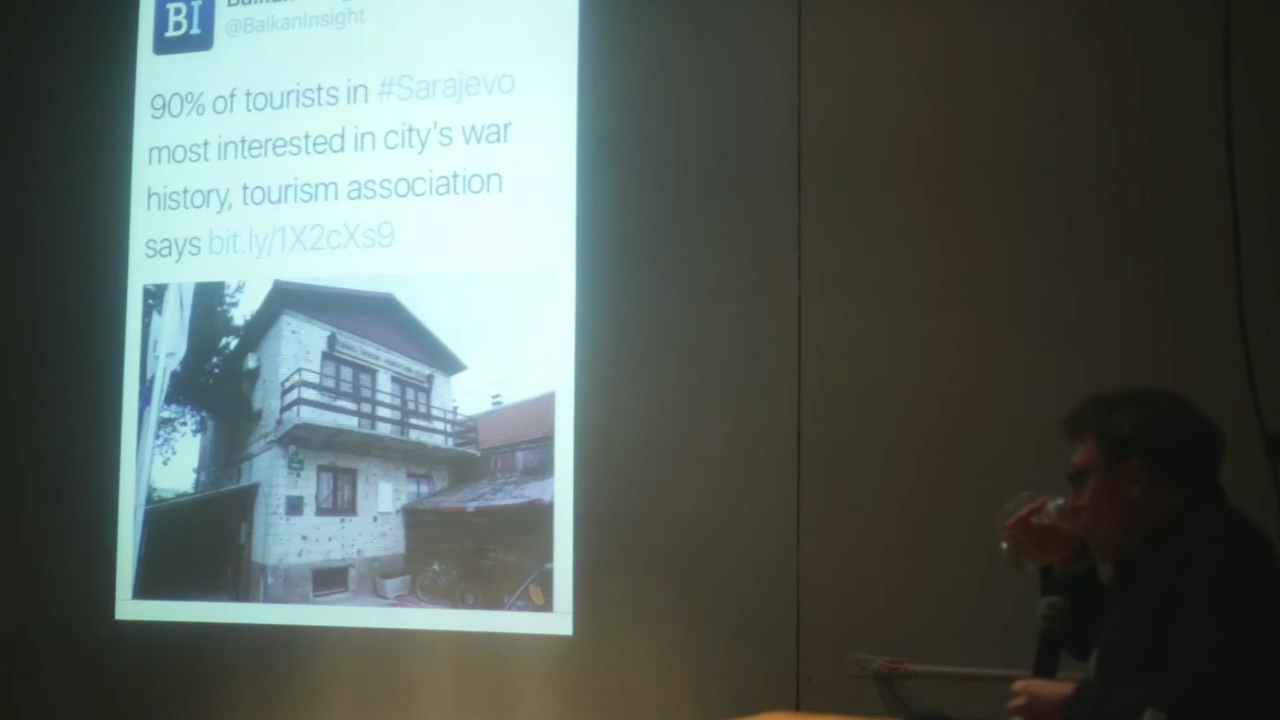 BI
@BalkanInsight
90% of tourists in #Sarajevo
most interested in city's war
history, tourism association
says bit.ly/1X2cXs9